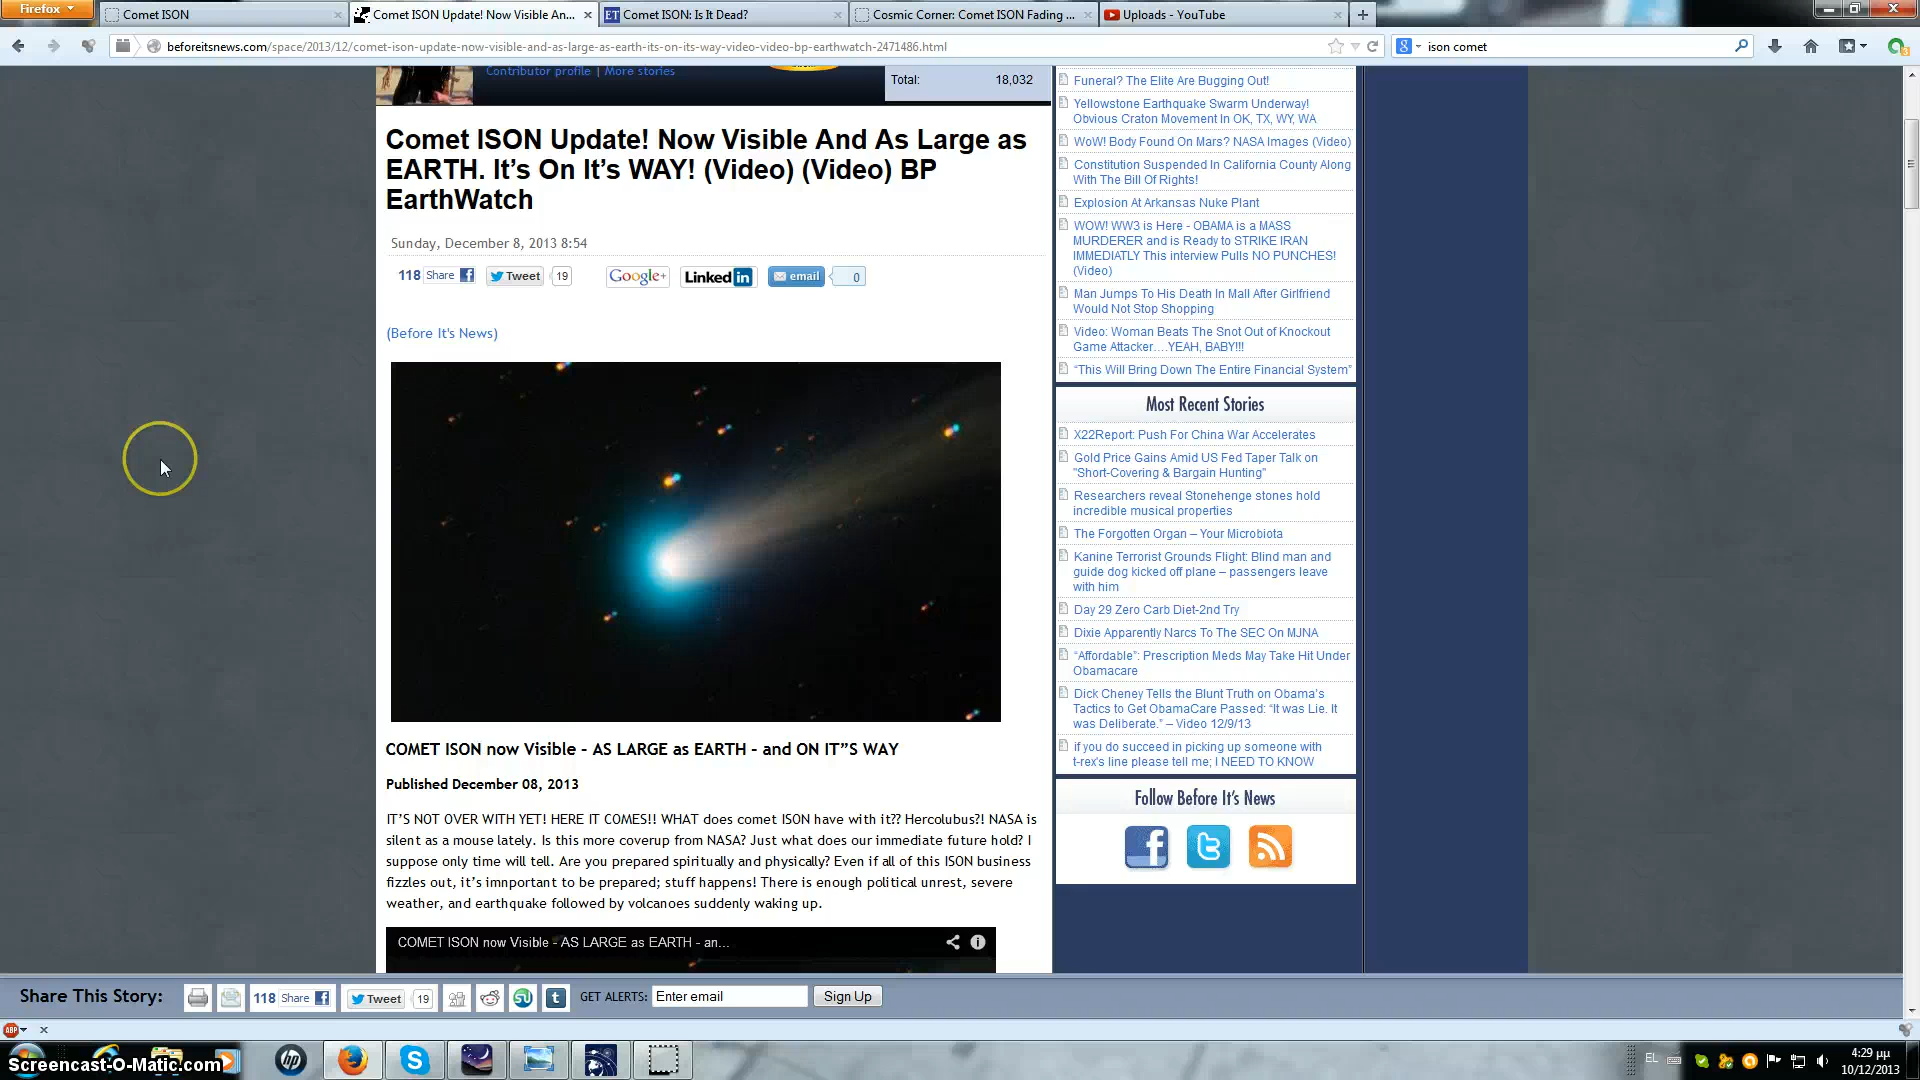 Firefox
Comet ISON
Comet ISON Update! Now Visible An...
ET Comet ISON: Is It Dead?
Cosmic Corner: Comet ISON Fading ...
Uploads - YouTube
beforeitsnews.com/space/2013/12/comet-ison-update-now-visible-and-as-large-as-earth-its-on-its-way-video-video-bp-earthwatch-2471486.html
ison comet
Contributor profile | More stories
Total: 18,032
Comet ISON Update! Now Visible And As Large as
EARTH. It’s On It’s WAY! (Video) (Video) BP
EarthWatch
Sunday, December 8, 2013 8:54
118 Share
Tweet 19
Google+
Linked in
email 0
(Before It's News)
COMET ISON now Visible – AS LARGE as EARTH – and ON IT”S WAY
Published December 08, 2013
IT’S NOT OVER WITH YET! HERE IT COMES!! WHAT does comet ISON have with it?? Hercolubus?! NASA is
silent as a mouse lately. Is this more coverup from NASA? Just what does our immediate future hold? I
suppose only time will tell. Are you prepared spiritually and physically? Even if all of this ISON business
fizzles out, it’s imnportant to be prepared; stuff happens! There is enough political unrest, severe
weather, and earthquake followed by volcanoes suddenly waking up.
COMET ISON now Visible - AS LARGE as EARTH - an...
Funeral? The Elite Are Bugging Out!
Yellowstone Earthquake Swarm Underway!
Obvious Craton Movement In OK, TX, WY, WA
WoW! Body Found On Mars? NASA Images (Video)
Constitution Suspended In California County Along
With The Bill Of Rights!
Explosion At Arkansas Nuke Plant
WOW! WW3 is Here - OBAMA is a MASS
MURDERER and is Ready to STRIKE IRAN
IMMEDIATLY This interview Pulls NO PUNCHES!
(Video)
Man Jumps To His Death In Mall After Girlfriend
Would Not Stop Shopping
Video: Woman Beats The Snot Out of Knockout
Game Attacker….YEAH, BABY!!!
“This Will Bring Down The Entire Financial System”
Most Recent Stories
X22Report: Push For China War Accelerates
Gold Price Gains Amid US Fed Taper Talk on
"Short-Covering & Bargain Hunting"
Researchers reveal Stonehenge stones hold
incredible musical properties
The Forgotten Organ – Your Microbiota
Kanine Terrorist Grounds Flight: Blind man and
guide dog kicked off plane – passengers leave
with him
Day 29 Zero Carb Diet-2nd Try
Dixie Apparently Narcs To The SEC On MJNA
“Affordable”: Prescription Meds May Take Hit Under
Obamacare
Dick Cheney Tells the Blunt Truth on Obama’s
Tactics to Get ObamaCare Passed: “It was Lie. It
was Deliberate.” – Video 12/9/13
if you do succeed in picking up someone with
t-rex's line please tell me; I NEED TO KNOW
Follow Before It's News
Share This Story:
118 Share
Tweet 19
GET ALERTS:
Enter email
Sign Up
ABP
Screencast-O-Matic.com
hp
EL
4:29 μμ
10/12/2013